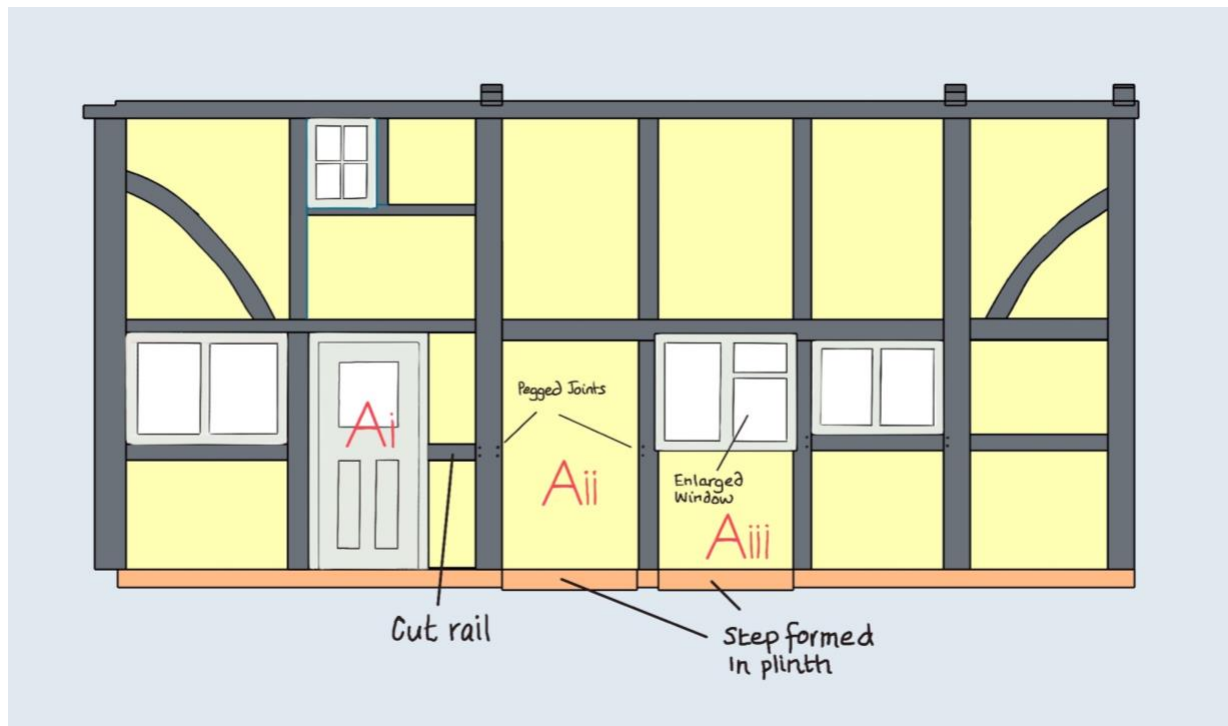 Pegged Joints
Ai
Aii
Enlarged
Window
Aiii
Cut rail
Step formed
In plinth